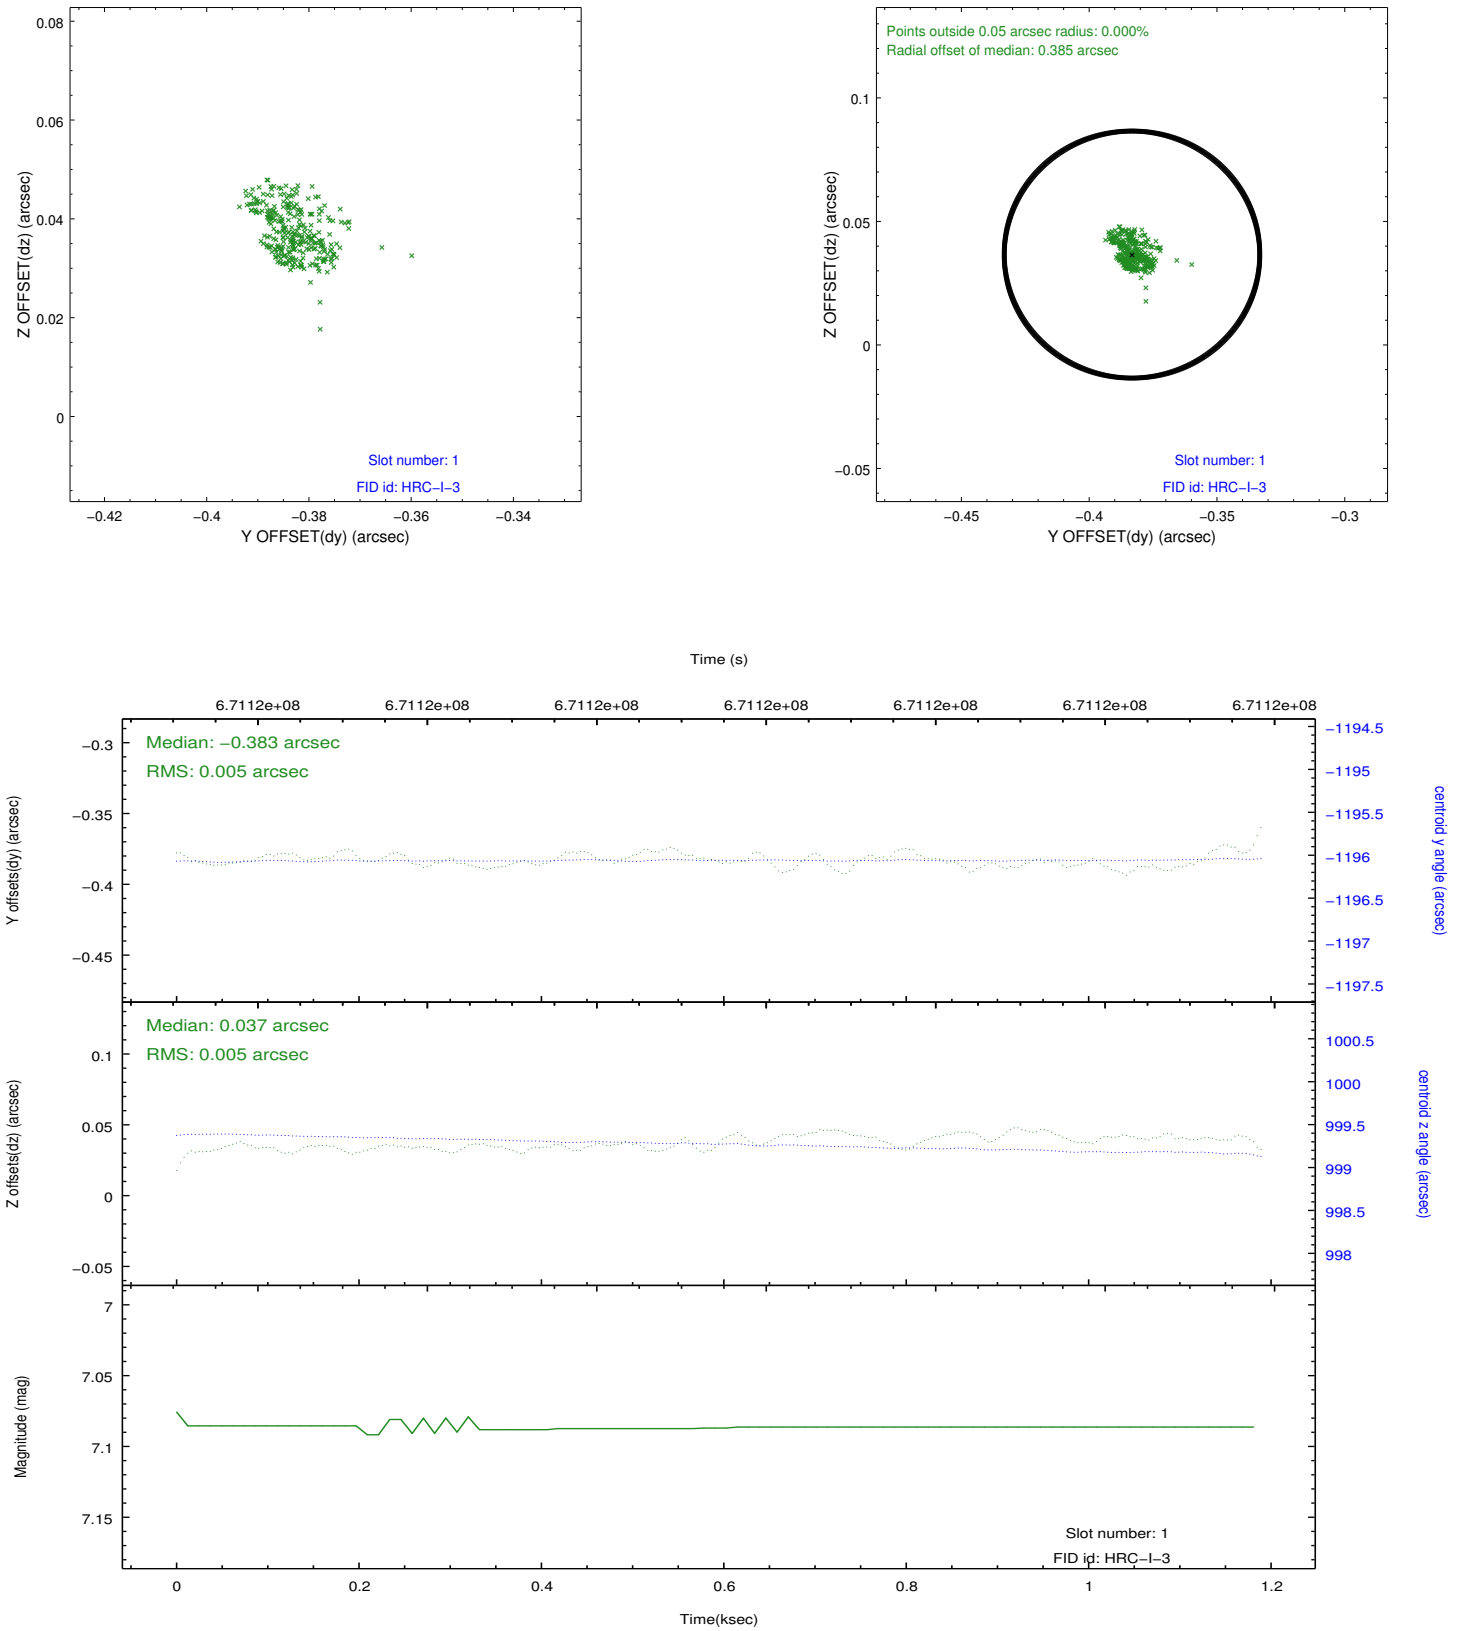 0.08
0.06
0.04
0.02
0
Z OFFSET(dz) (arcsec)
Slot number: 1
FID id: HRC−I−3
−0.42 −0.4 −0.38 −0.36 −0.34
Y OFFSET(dy) (arcsec)
Points outside 0.05 arcsec radius: 0.000%
Radial offset of median: 0.385 arcsec
0.1
0.05
0
−0.05
Z OFFSET(dz) (arcsec)
Slot number: 1
FID id: HRC−I−3
−0.45 −0.4 −0.35 −0.3
Y OFFSET(dy) (arcsec)
Time (s)
6.7112e+08 6.7112e+08 6.7112e+08 6.7112e+08 6.7112e+08 6.7112e+08 6.7112e+08
Median: −0.383 arcsec
RMS: 0.005 arcsec
−0.3
−0.35
−0.4
−0.45
Y offsets(dy) (arcsec)
−1194.5
−1195
−1195.5
−1196
−1196.5
−1197
−1197.5
centroid y angle (arcsec)
Median: 0.037 arcsec
RMS: 0.005 arcsec
0.1
0.05
0
−0.05
Z offsets(dz) (arcsec)
1000.5
1000
999.5
999
998.5
998
centroid z angle (arcsec)
7
7.05
7.1
7.15
Magnitude (mag)
Slot number: 1
FID id: HRC−I−3
0 0.2 0.4 0.6 0.8 1 1.2
Time(ksec)